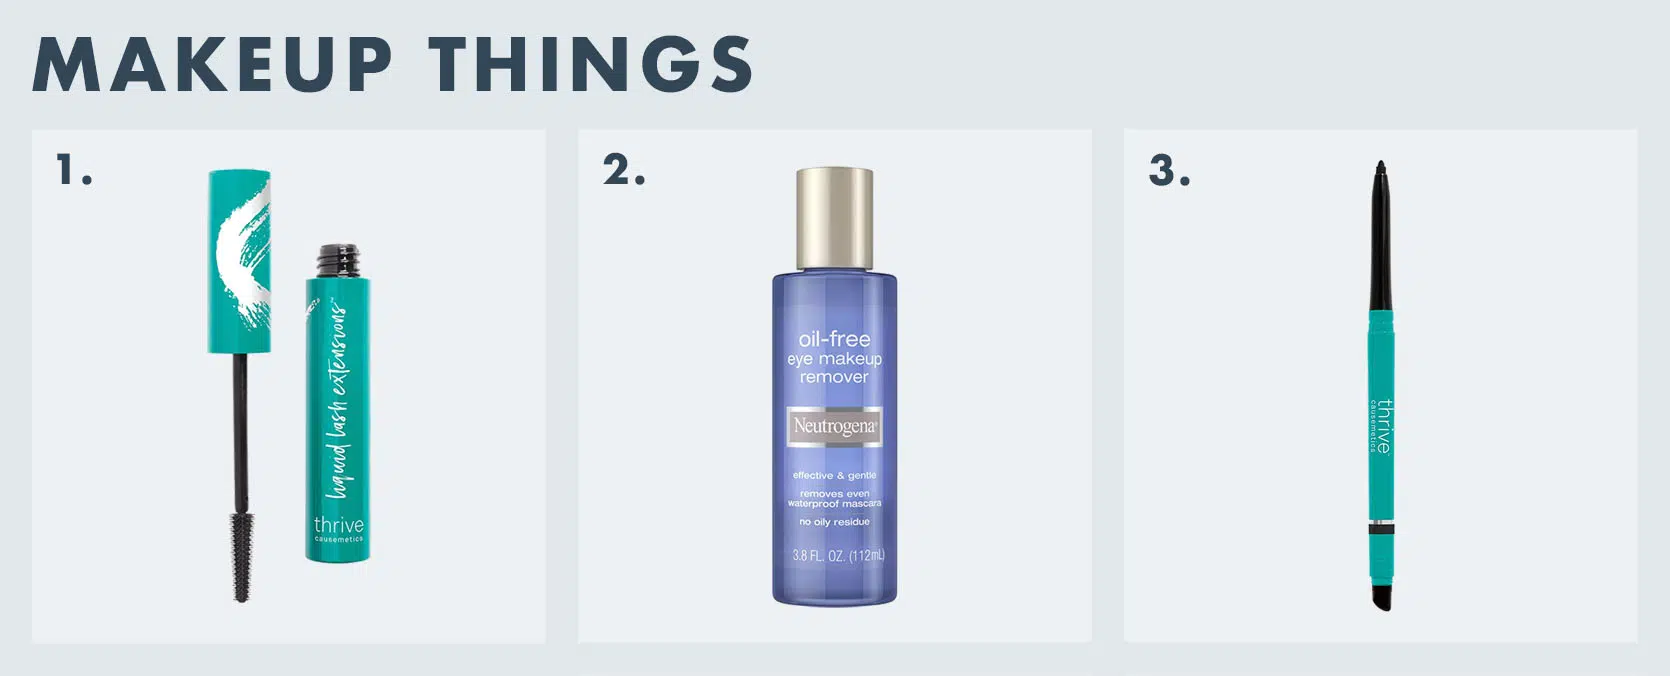 MAKEUP THINGS
1.
liquid lash extensions™
thrive
causemetics
2.
oil-free
eye makeup
remover
Neutrogena®
effective & gentle
removes even
waterproof mascara
no oily residue
3.8 FL. OZ. (112mL)
3.
thrive
causemetics